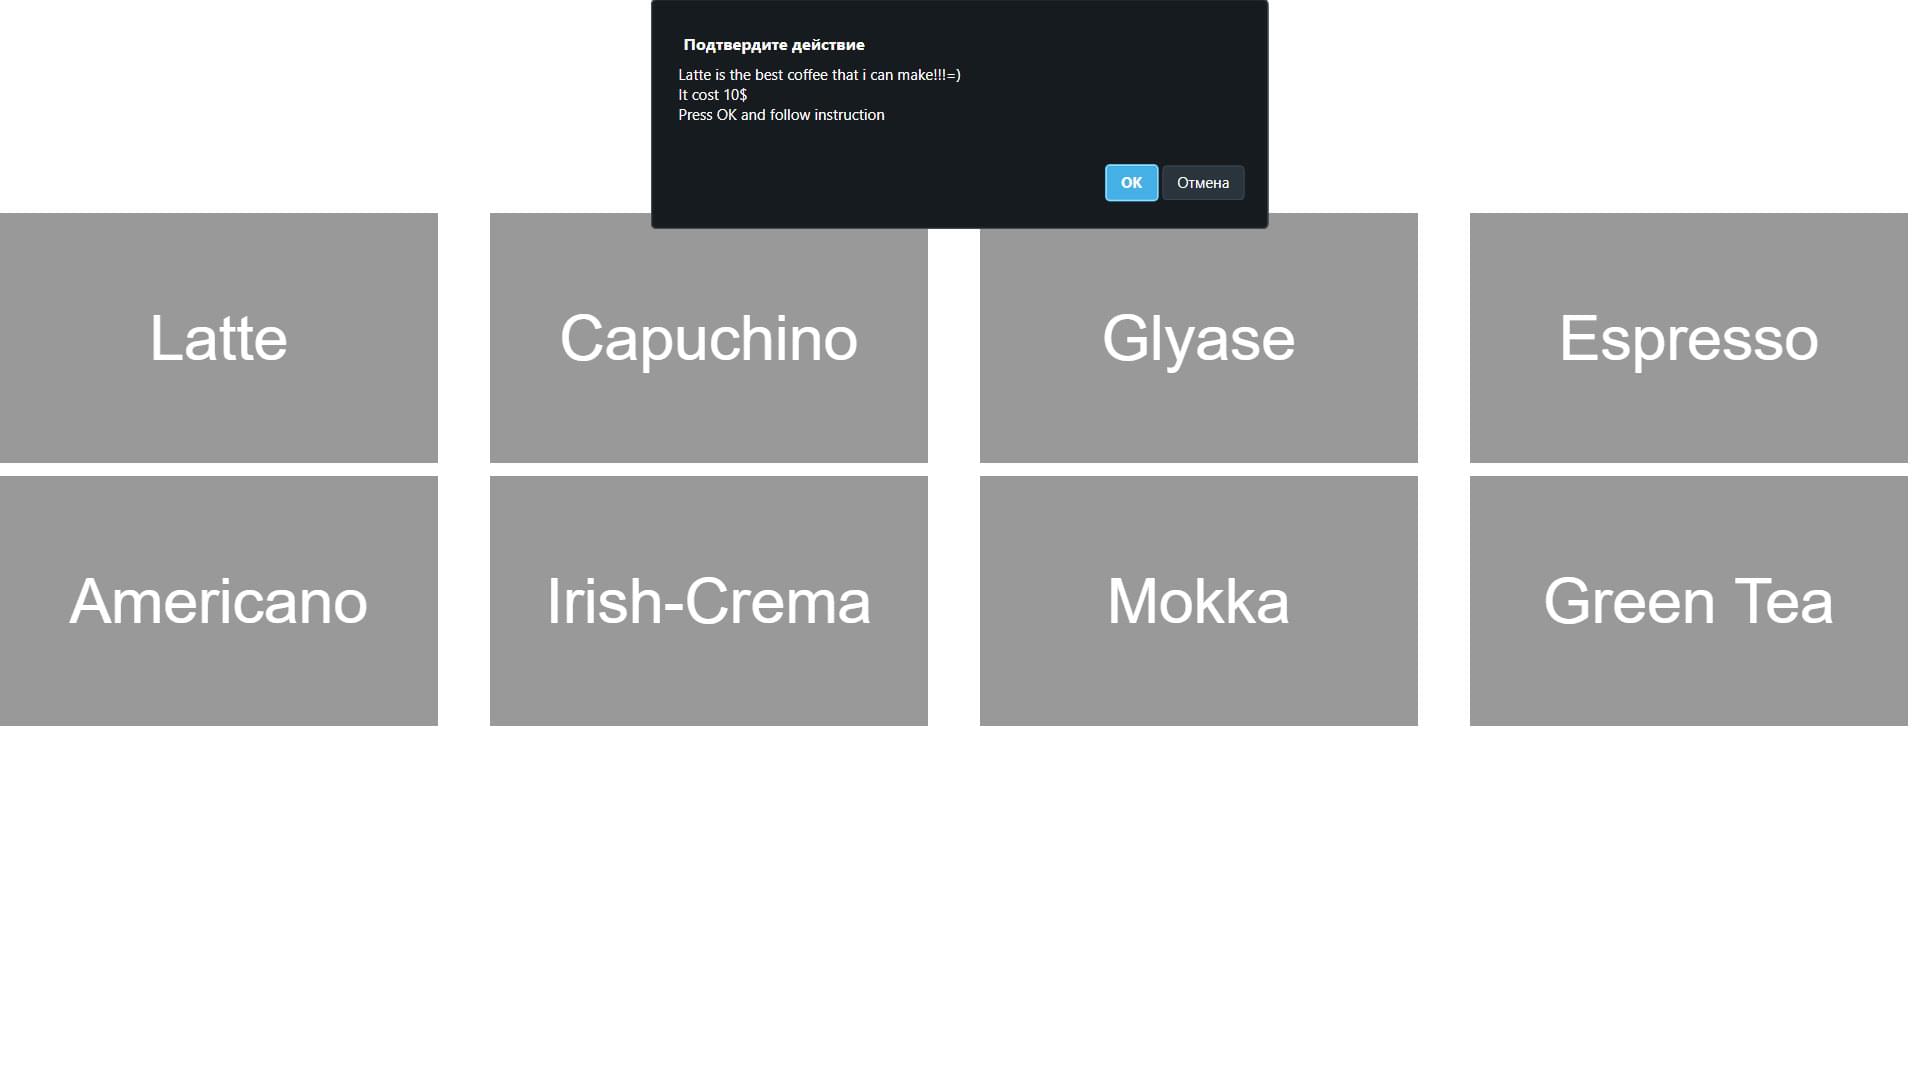 Подтвердите действие
Latte is the best coffee that i can make!!!=)
It cost 10$
Press OK and follow instruction
OK Отмена
Latte Capuchino Glyase Espresso
Americano Irish-Crema Mokka Green Tea